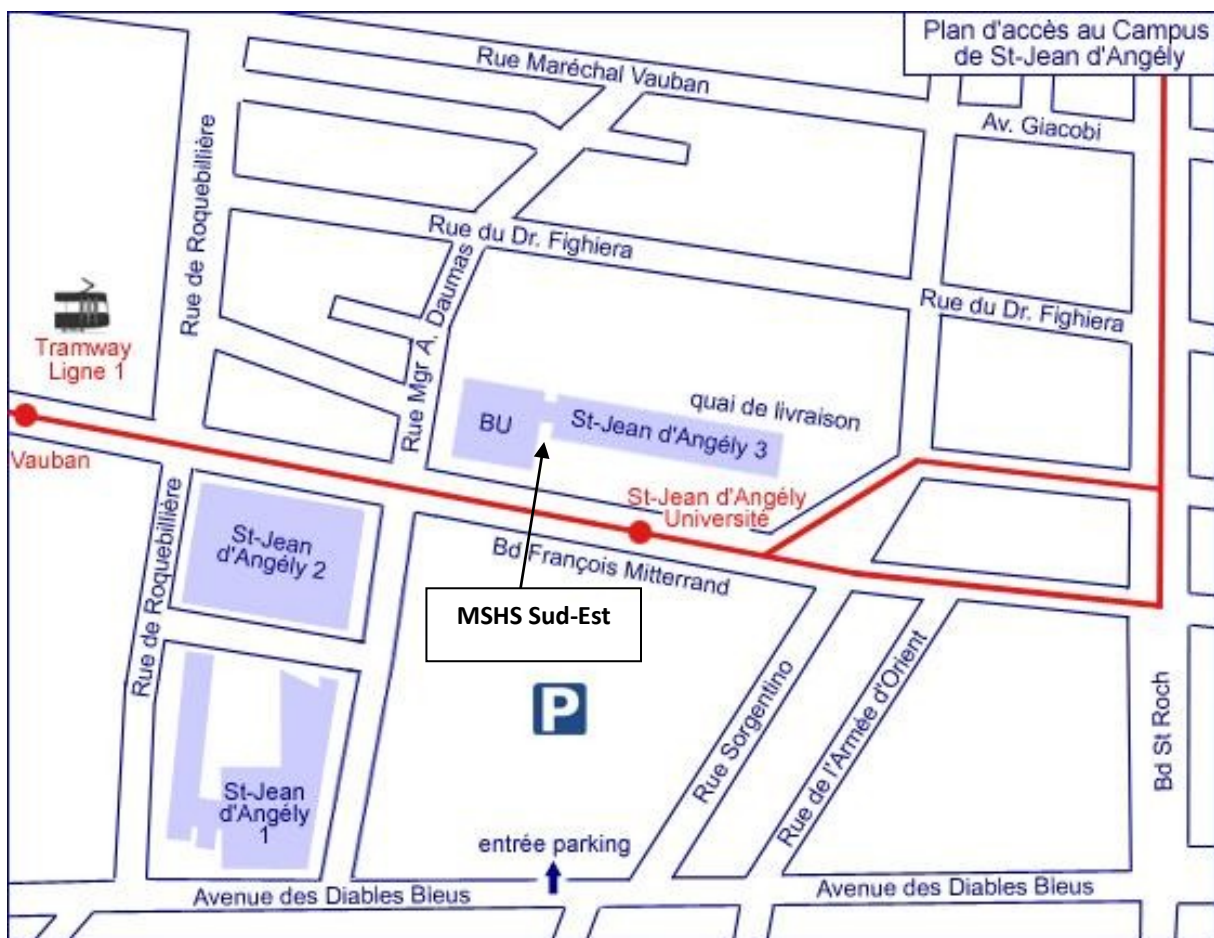 Plan d'accès au Campus
de St-Jean d'Angély
Rue Maréchal Vauban
Av. Giacobi
Rue de Roquebillière
Rue du Dr. Fighiera
Rue Mgr A. Daumas
Rue du Dr. Fighiera
Tramway
Ligne 1
quai de livraison
BU
St-Jean d'Angély 3
Vauban
St-Jean d'Angély
Université
St-Jean
d'Angély 2
Bd François Mitterrand
MSHS Sud-Est
Rue de Roquebillière
P
Rue Sorgentino
Rue de l'Armée d'Orient
Bd St Roch
St-Jean
d'Angély
1
entrée parking
Avenue des Diables Bleus
Avenue des Diables Bleus